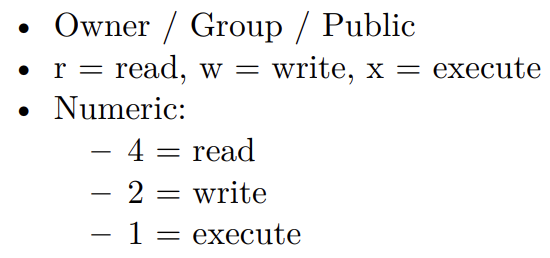 • Owner / Group / Public
• r = read, w = write, x = execute
• Numeric:
– 4 = read
– 2 = write
– 1 = execute